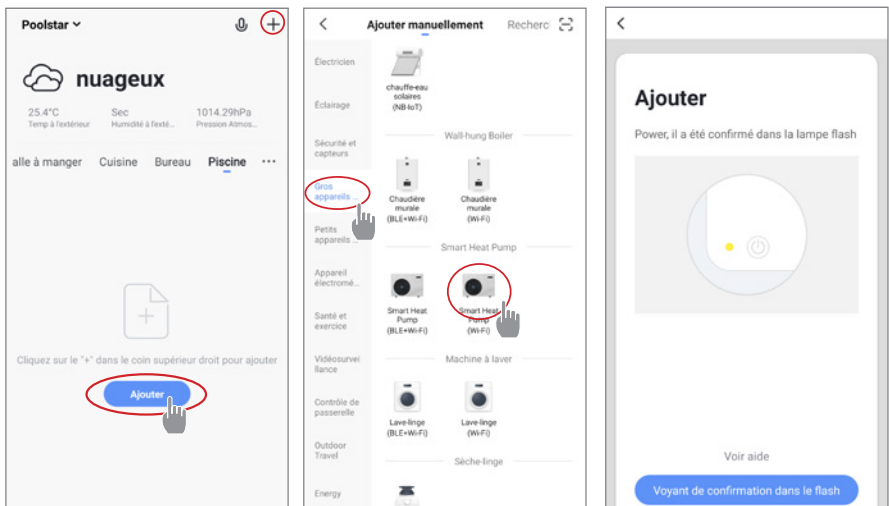 Poolstar
nuageux
25.4°C Sec 1014.29hPa
Temp à l'extérieur Humidité à l'exté... Pression Atmos...
alle à manger Cuisine Bureau Piscine ...
Cliquez sur le "+" dans le coin supérieur droit pour ajouter
Ajouter
Ajouter manuellement Recherc
Électricien
Éclairage
Sécurité et
capteurs
Gros
appareils ...
Petits
appareils ...
Appareil
électromé...
Santé et
exercice
Vidéosurvei
llance
Contrôle de
passerelle
Outdoor
Travel
Energy
chauffe-eau
solaires
(NB-IoT)
Wall-hung Boiler
Chaudière
murale
(BLE+Wi-Fi)
Chaudière
murale
(Wi-Fi)
Smart Heat Pump
Smart Heat
Pump
(BLE+Wi-Fi)
Smart Heat
Pump
(Wi-Fi)
Machine à laver
Lave-linge
(BLE+Wi-Fi)
Lave-linge
(Wi-Fi)
Sèche-linge
Ajouter
Power, il a été confirmé dans la lampe flash
Voir aide
Voyant de confirmation dans le flash